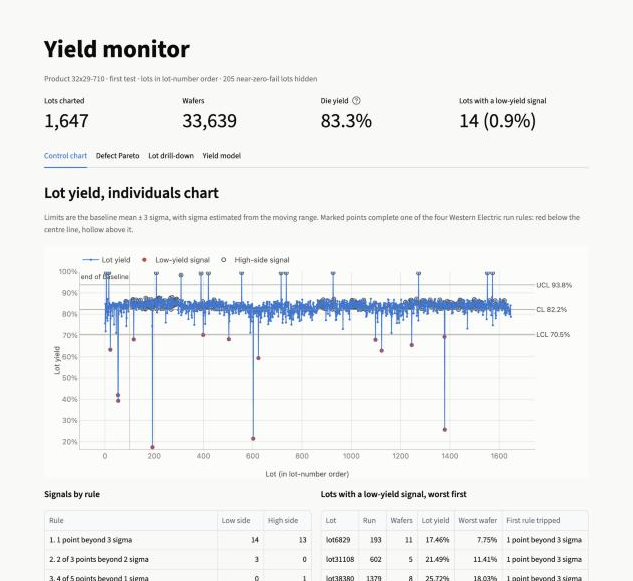 Yield monitor
Product 32x29-710 · first test · lots in lot-number order · 205 near-zero-fail lots hidden
Lots charted Wafers Die yield ? Lots with a low-yield signal
1,647 33,639 83.3% 14 (0.9%)
Control chart Defect Pareto Lot drill-down Yield model
Lot yield, individuals chart
Limits are the baseline mean ± 3 sigma, with sigma estimated from the moving range. Marked points complete one of the four Western Electric run rules: red below the
centre line, hollow above it.
Lot yield Low-yield signal High-side signal
100%
end of baseline
UCL 93.8%
90%
CL 82.2%
80%
LCL 70.5%
70%
60%
50%
40%
30%
20%
Lot yield
0 200 400 600 800 1000 1200 1400 1600
Lot (in lot-number order)
Signals by rule
Rule Low side High side
1. 1 point beyond 3 sigma 14 13
2. 2 of 3 points beyond 2 sigma 3 0
3. 4 of 5 points beyond 1 sigma 0 1
Lots with a low-yield signal, worst first
Lot Run Wafers Lot yield Worst wafer First rule tripped
lot6829 193 11 17.46% 7.75% 1 point beyond 3 sigma
lot31108 602 5 21.49% 11.41% 1 point beyond 3 sigma
lot38380 1379 8 25.72% 18.03% 1 point beyond 3 sigma